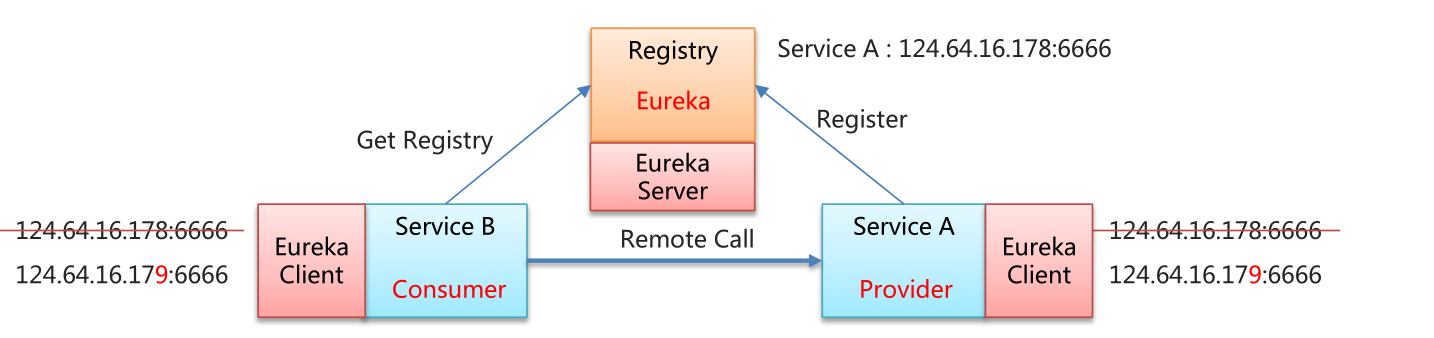 Registry
Eureka
Service A : 124.64.16.178:6666
Get Registry
Register
Eureka
Server
124.64.16.178:6666
124.64.16.179:6666
Eureka
Client
Service B
Consumer
Remote Call
Service A
Provider
Eureka
Client
124.64.16.178:6666
124.64.16.179:6666